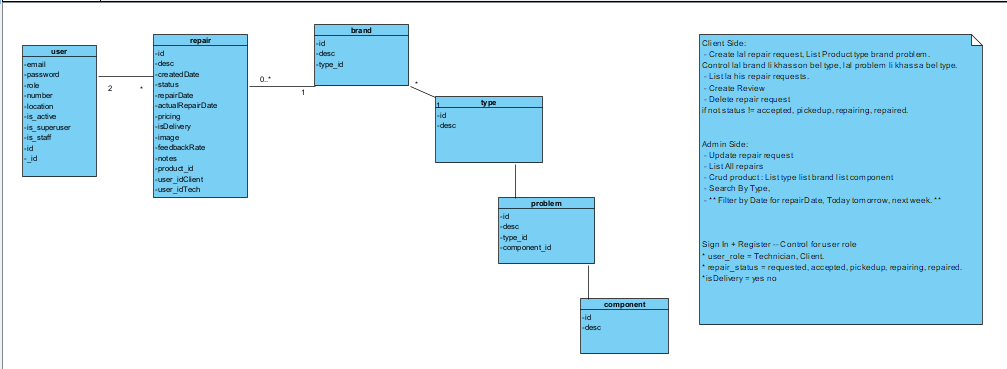 user
-email
-password
-role
-number
-location
-is_active
-is_superuser
-is_staff
-id
-_id
2
*
repair
-id
-desc
-createdDate
-status
-repairDate
-actualRepairDate
-pricing
-isDelivery
-image
-feedbackRate
-notes
-product_id
-user_idClient
-user_idTech
0..*
1
brand
-id
-desc
-type_id
*
1
type
-id
-desc
problem
-id
-desc
-type_id
-component_id
component
-id
-desc
Client Side:
- Create lal repair request, List Product type brand problem.
Control lal brand li khasson bel type, lal problem li khassa bel type.
- List la his repair requests.
- Create Review
- Delete repair request
if not status != accepted, pickedup, repairing, repaired.
Admin Side:
- Update repair request
- List All repairs
- Crud product : List type list brand list component
- Search By Type,
- ** Filter by Date for repairDate, Today tomorrow, next week. **
Sign In + Register -- Control for user role
* user_role = Technician, Client.
* repair_status = requested, accepted, pickedup, repairing, repaired.
*isDelivery = yes no